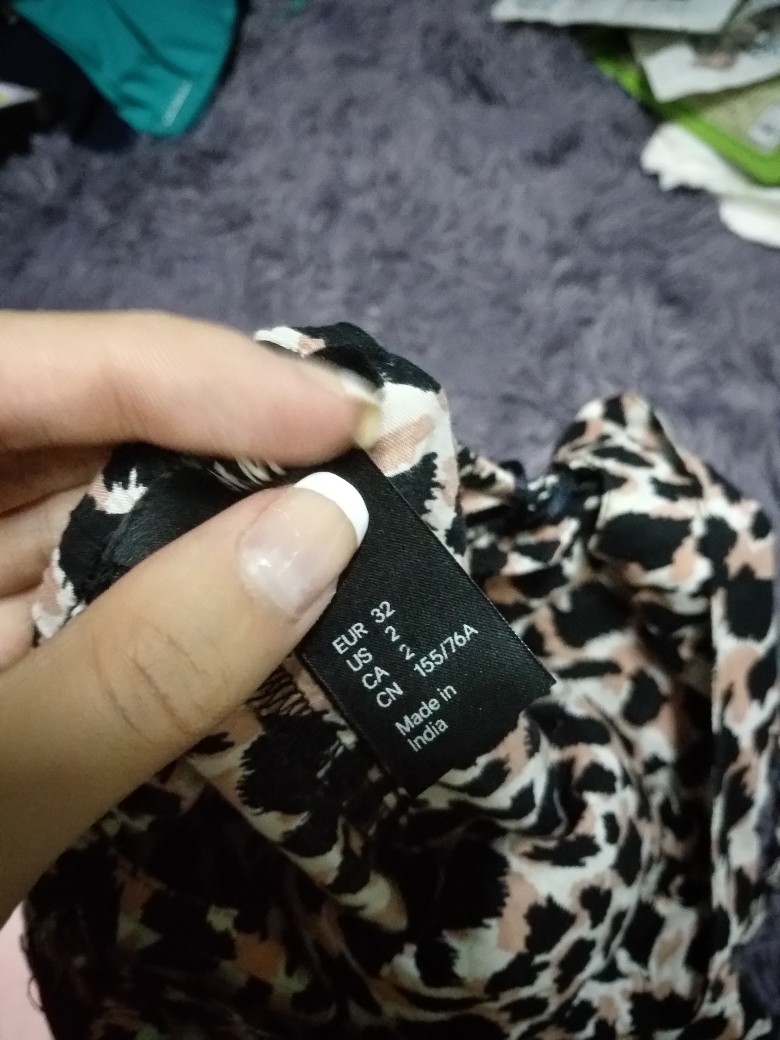 EUR 32
US 2
CA 2
CN 155/76A
Made in
India